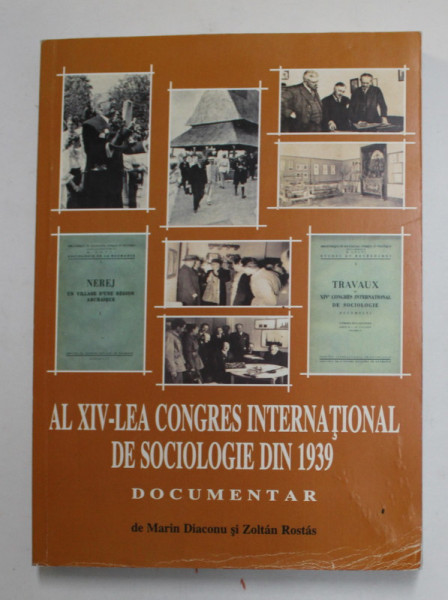 NEREJ
UN VILLAGE D'UNE RÉGION
ARCHAÏQUE
TRAVAUX
XIVe CONGRES INTERNATIONAL
DE SOCIOLOGIE
AL XIV-LEA CONGRES INTERNAŢIONAL
DE SOCIOLOGIE DIN 1939
DOCUMENTAR
de Marin Diaconu şi Zoltán Rostás